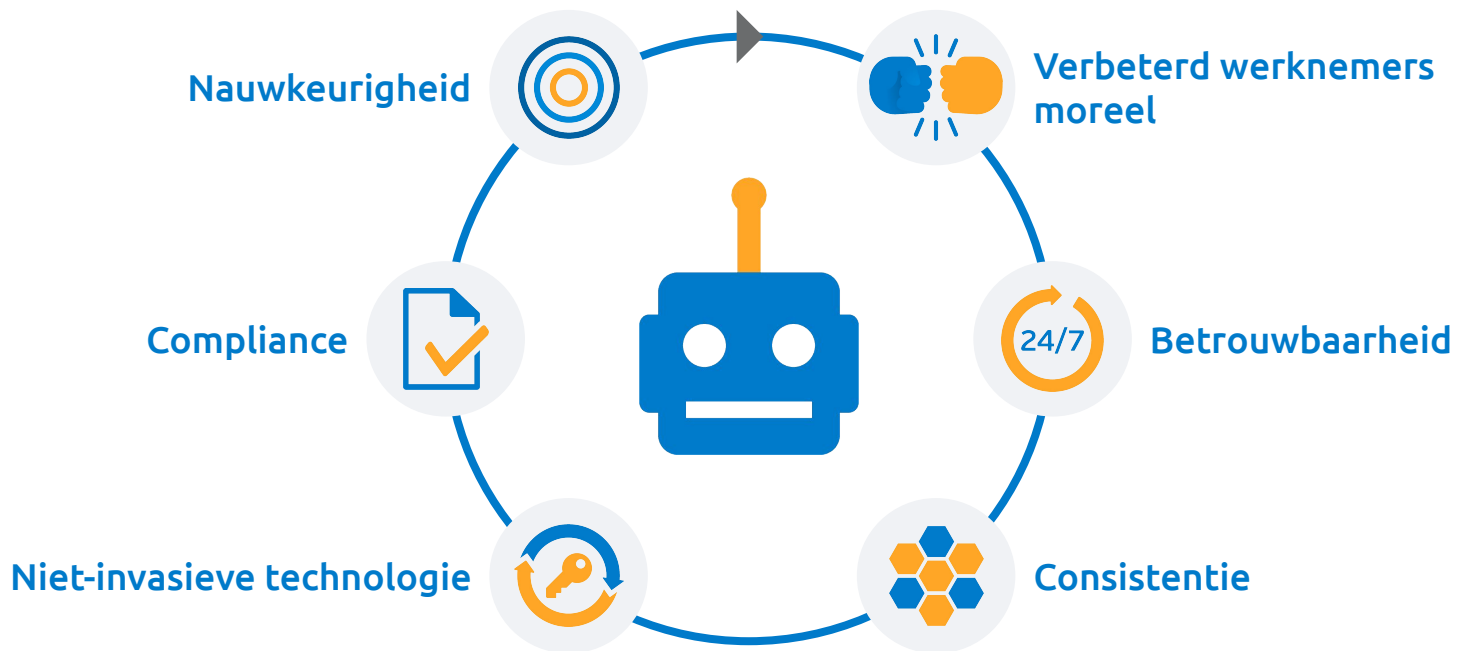 Nauwkeurigheid
Verbeterd werknemers
moreel
Compliance
24/7
Betrouwbaarheid
Niet-invasieve technologie
Consistentie